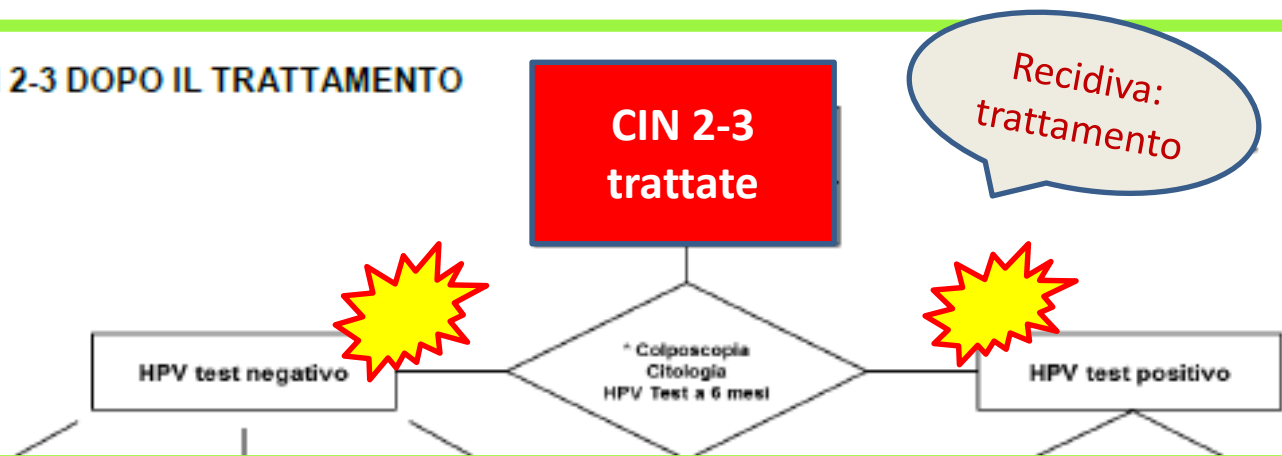 2-3 DOPO IL TRATTAMENTO
CIN 2-3
trattate
Recidiva:
trattamento
HPV test negativo
* Colposcopia
Citologia
HPV Test a 6 mesi
HPV test positivo